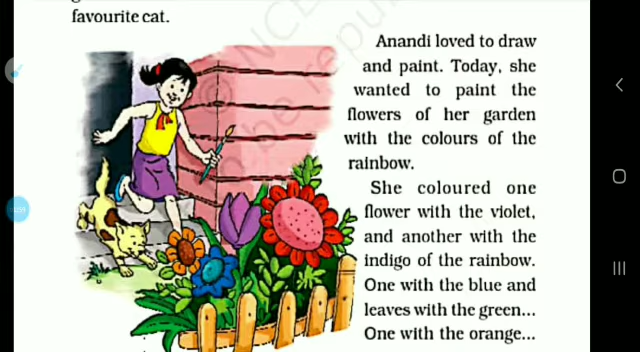 favourite cat.
Anandi loved to draw
and paint. Today, she
wanted to paint the
flowers of her garden
with the colours of the
rainbow.
She coloured one
flower with the violet,
and another with the
indigo of the rainbow.
One with the blue and
leaves with the green...
One with the orange...